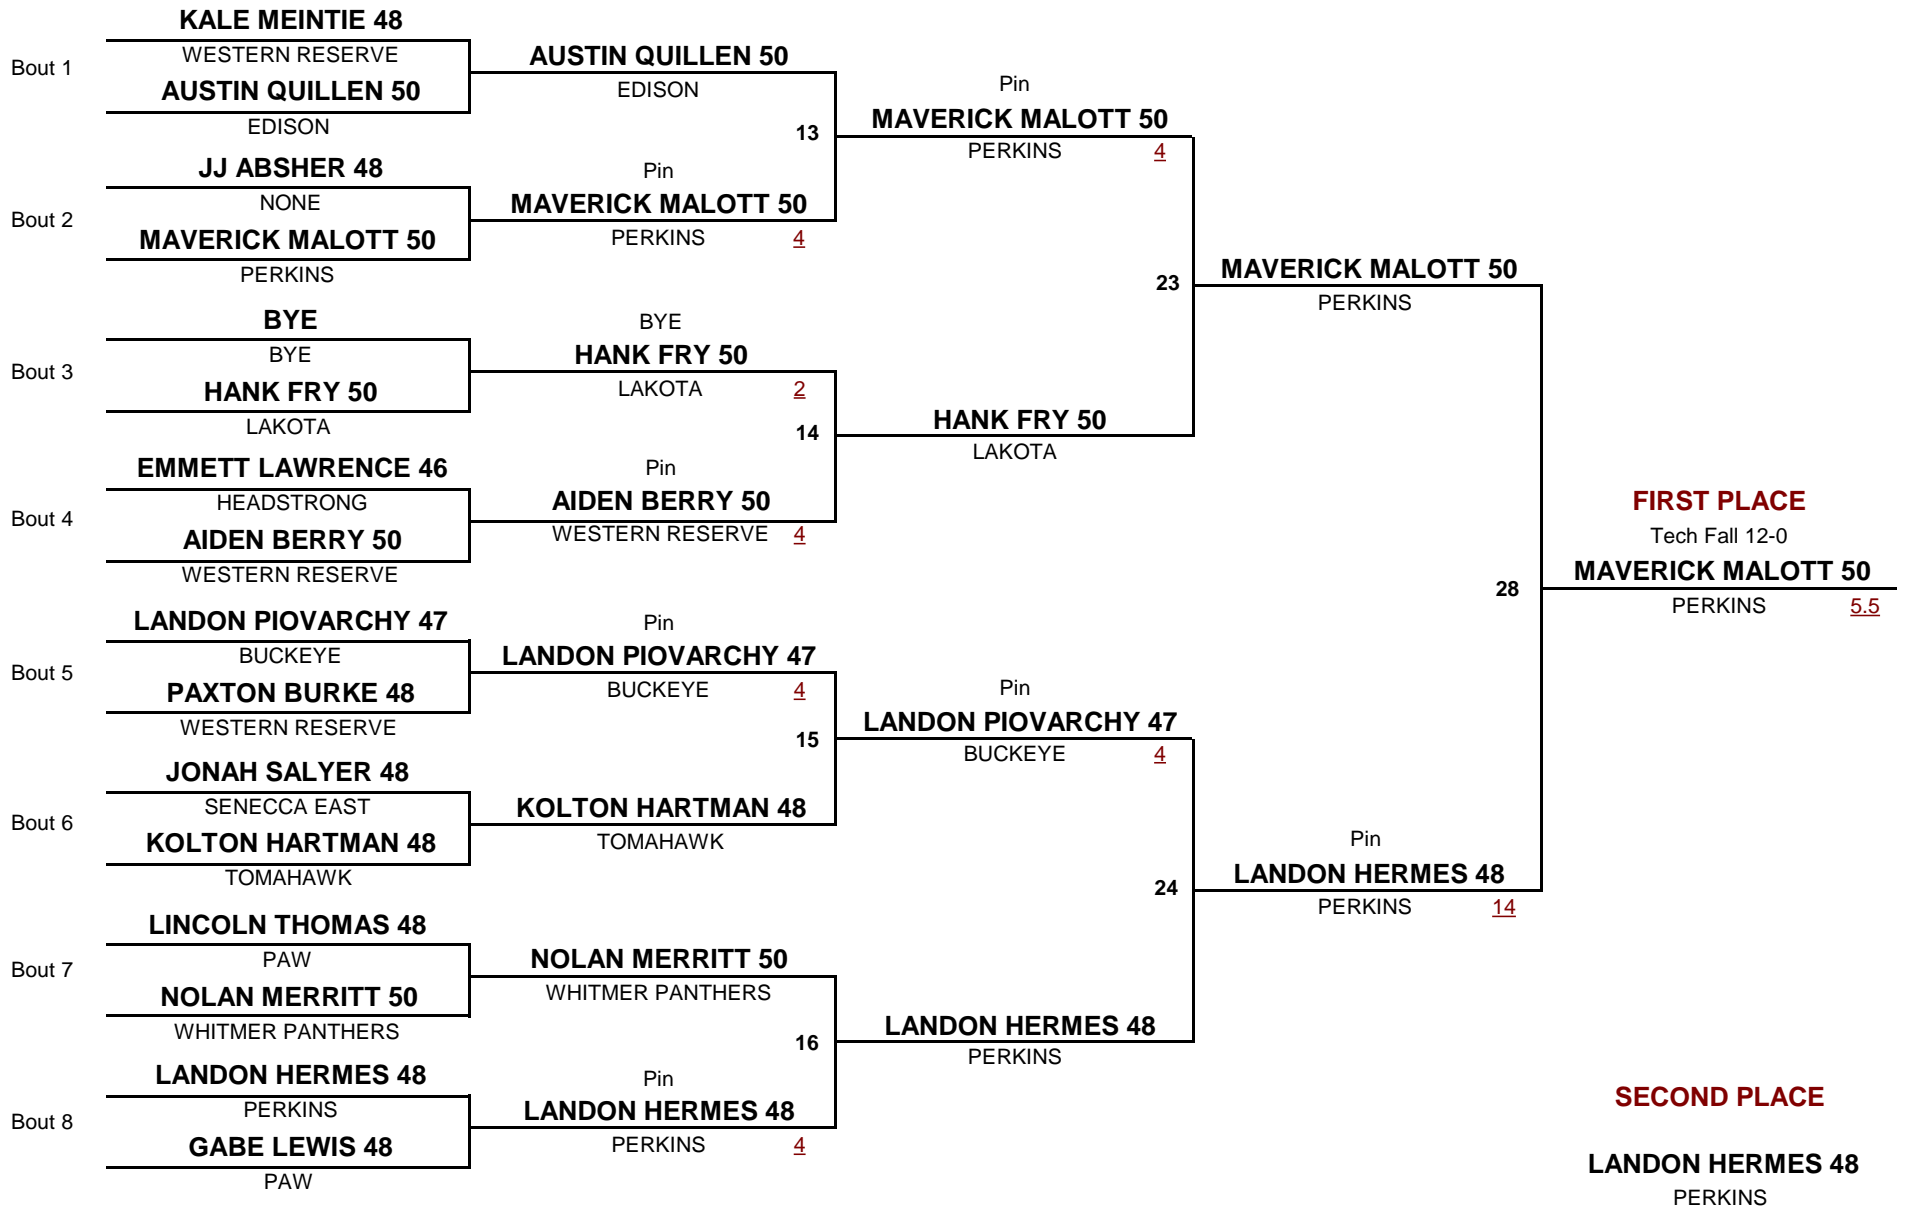 KALE MEINTIE 48
WESTERN RESERVE
Bout 1
AUSTIN QUILLEN 50
EDISON
JJ ABSHER 48
NONE
Bout 2
MAVERICK MALOTT 50
PERKINS
BYE
BYE
Bout 3
HANK FRY 50
LAKOTA
EMMETT LAWRENCE 46
HEADSTRONG
Bout 4
AIDEN BERRY 50
WESTERN RESERVE
LANDON PIOVARCHY 47
BUCKEYE
Bout 5
PAXTON BURKE 48
WESTERN RESERVE
JONAH SALYER 48
SENECCA EAST
Bout 6
KOLTON HARTMAN 48
TOMAHAWK
LINCOLN THOMAS 48
PAW
Bout 7
NOLAN MERRITT 50
WHITMER PANTHERS
LANDON HERMES 48
PERKINS
Bout 8
GABE LEWIS 48
PAW
AUSTIN QUILLEN 50
EDISON
13
Pin
MAVERICK MALOTT 50
PERKINS 4
BYE
HANK FRY 50
LAKOTA 2
14
Pin
AIDEN BERRY 50
WESTERN RESERVE 4
Pin
LANDON PIOVARCHY 47
BUCKEYE 4
15
KOLTON HARTMAN 48
TOMAHAWK
NOLAN MERRITT 50
WHITMER PANTHERS
16
Pin
LANDON HERMES 48
PERKINS 4
Pin
MAVERICK MALOTT 50
PERKINS 4
23
HANK FRY 50
LAKOTA
Pin
LANDON PIOVARCHY 47
BUCKEYE 4
24
LANDON HERMES 48
PERKINS
MAVERICK MALOTT 50
PERKINS
28
Pin
LANDON HERMES 48
PERKINS 14
FIRST PLACE
Tech Fall 12-0
MAVERICK MALOTT 50
PERKINS 5.5
SECOND PLACE
LANDON HERMES 48
PERKINS